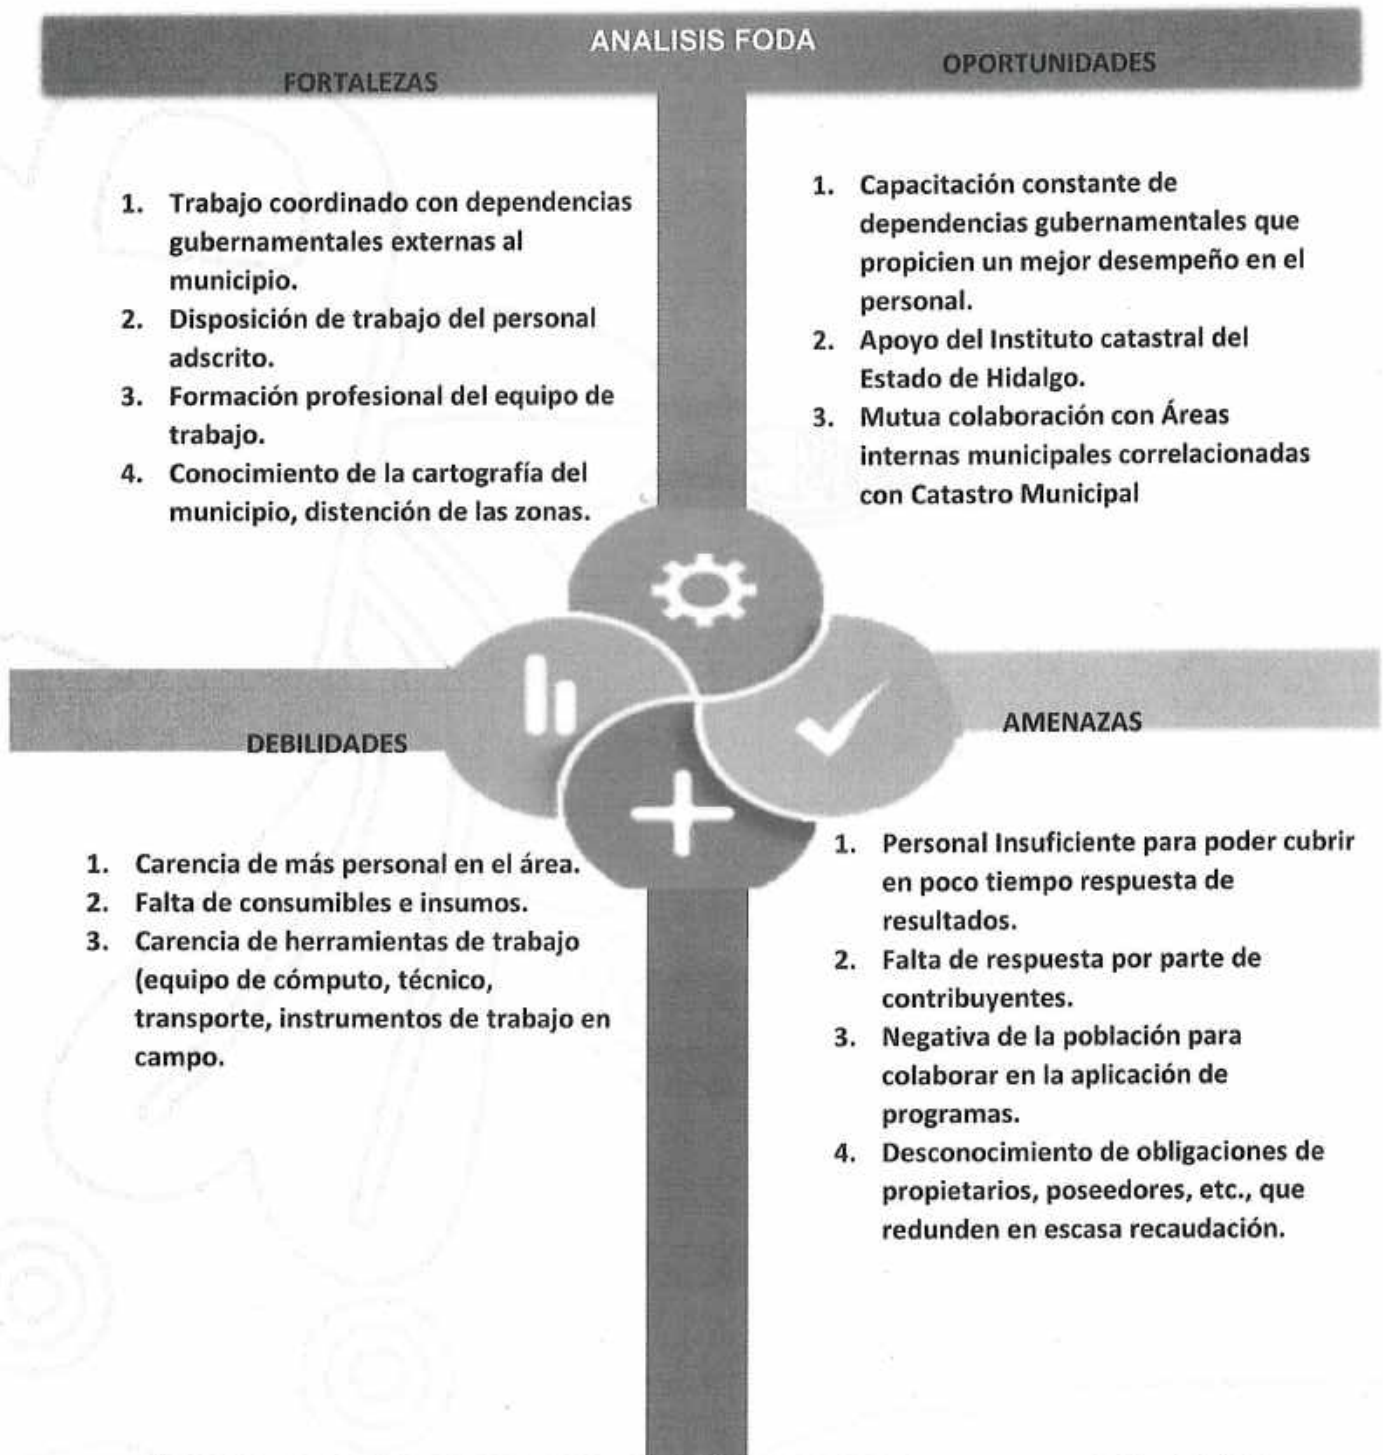 ANALISIS FODA
FORTALEZAS
1. Trabajo coordinado con dependencias
gubernamentales externas al
municipio.
2. Disposición de trabajo del personal
adscrito.
3. Formación profesional del equipo de
trabajo.
4. Conocimiento de la cartografía del
municipio, distención de las zonas.
OPORTUNIDADES
1. Capacitación constante de
dependencias gubernamentales que
propicien un mejor desempeño en el
personal.
2. Apoyo del Instituto catastral del
Estado de Hidalgo.
3. Mutua colaboración con Áreas
internas municipales correlacionadas
con Catastro Municipal
DEBILIDADES
1. Carencia de más personal en el área.
2. Falta de consumibles e insumos.
3. Carencia de herramientas de trabajo
(equipo de cómputo, técnico,
transporte, instrumentos de trabajo en
campo.
AMENAZAS
1. Personal Insuficiente para poder cubrir
en poco tiempo respuesta de
resultados.
2. Falta de respuesta por parte de
contribuyentes.
3. Negativa de la población para
colaborar en la aplicación de
programas.
4. Desconocimiento de obligaciones de
propietarios, poseedores, etc., que
redunden en escasa recaudación.